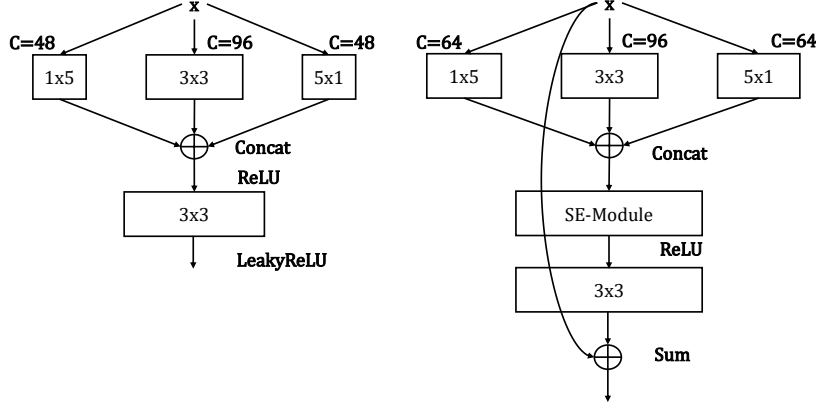 x
C=48
C=96
C=48
1x5
3x3
5x1
Concat
ReLU
3x3
LeakyReLU
x
C=64
C=96
C=64
1x5
3x3
5x1
Concat
SE-Module
ReLU
3x3
Sum